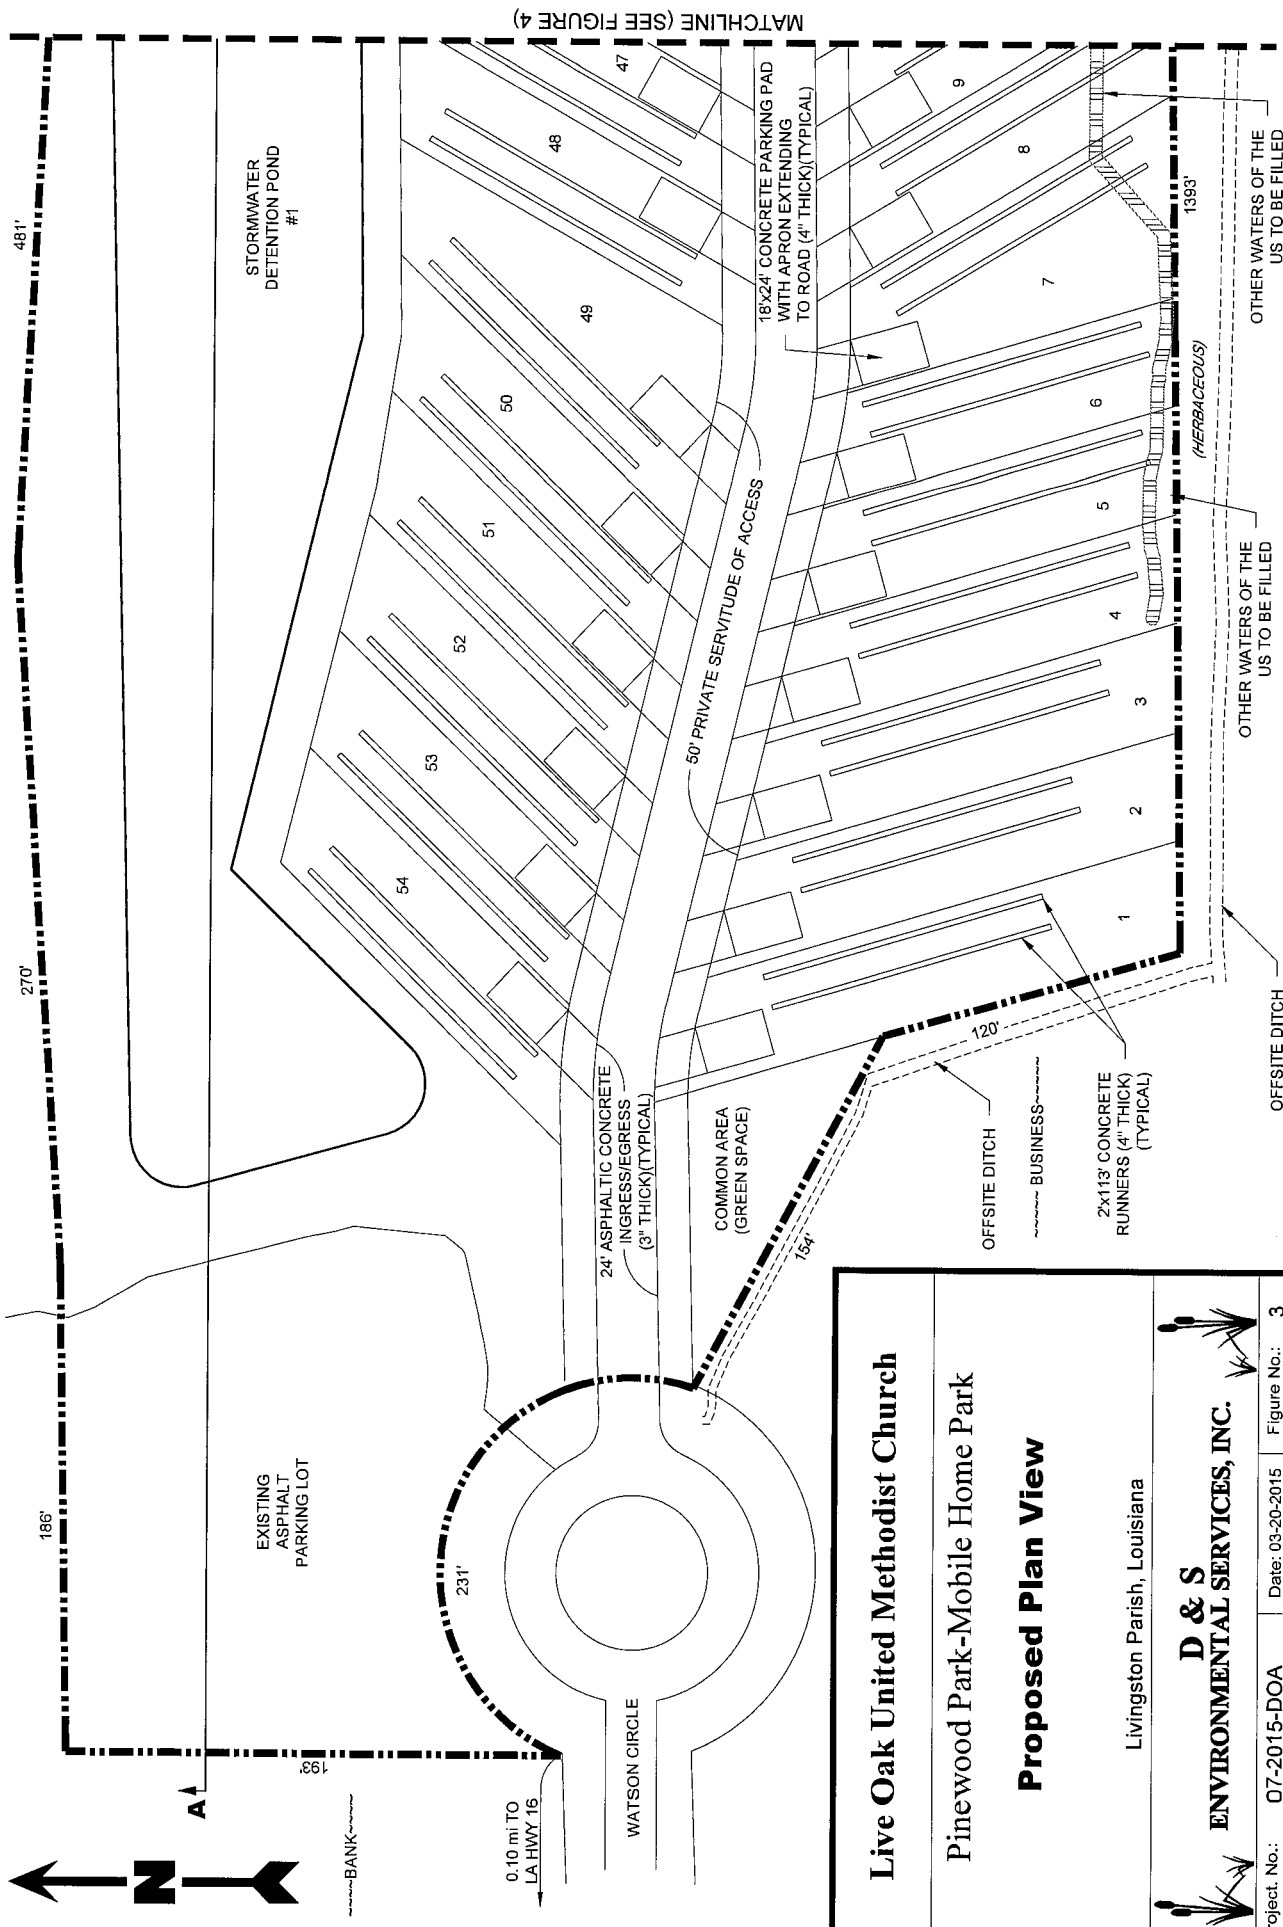 MATCHLINE (SEE FIGURE 4)
481'
270'
186'
193'
231'
STORMWATER
DETENTION POND
#1
EXISTING
ASPHALT
PARKING LOT
A
N
~~~~BANK~~~~
0.10 mi TO
LA HWY 16
WATSON CIRCLE
54
53
52
51
50
49
48
47
24' ASPHALTIC CONCRETE
INGRESS/EGRESS
(3" THICK)(TYPICAL)
50' PRIVATE SERVITUDE OF ACCESS
18'x24' CONCRETE PARKING PAD
WITH APRON EXTENDING
TO ROAD (4" THICK)(TYPICAL)
COMMON AREA
(GREEN SPACE)
154'
120'
1
2
3
4
5
6
7
8
9
1393'
(HERBACEOUS)
OFFSITE DITCH
~~~~~ BUSINESS~~~~~
2'x113' CONCRETE
RUNNERS (4" THICK)
(TYPICAL)
OFFSITE DITCH
OTHER WATERS OF THE
US TO BE FILLED
OTHER WATERS OF THE
US TO BE FILLED
Live Oak United Methodist Church
Pinewood Park-Mobile Home Park
Proposed Plan View
Livingston Parish, Louisiana
D & S
ENVIRONMENTAL SERVICES, INC.
oject. No.: 07-2015-DOA Date: 03-20-2015 Figure No.: 3